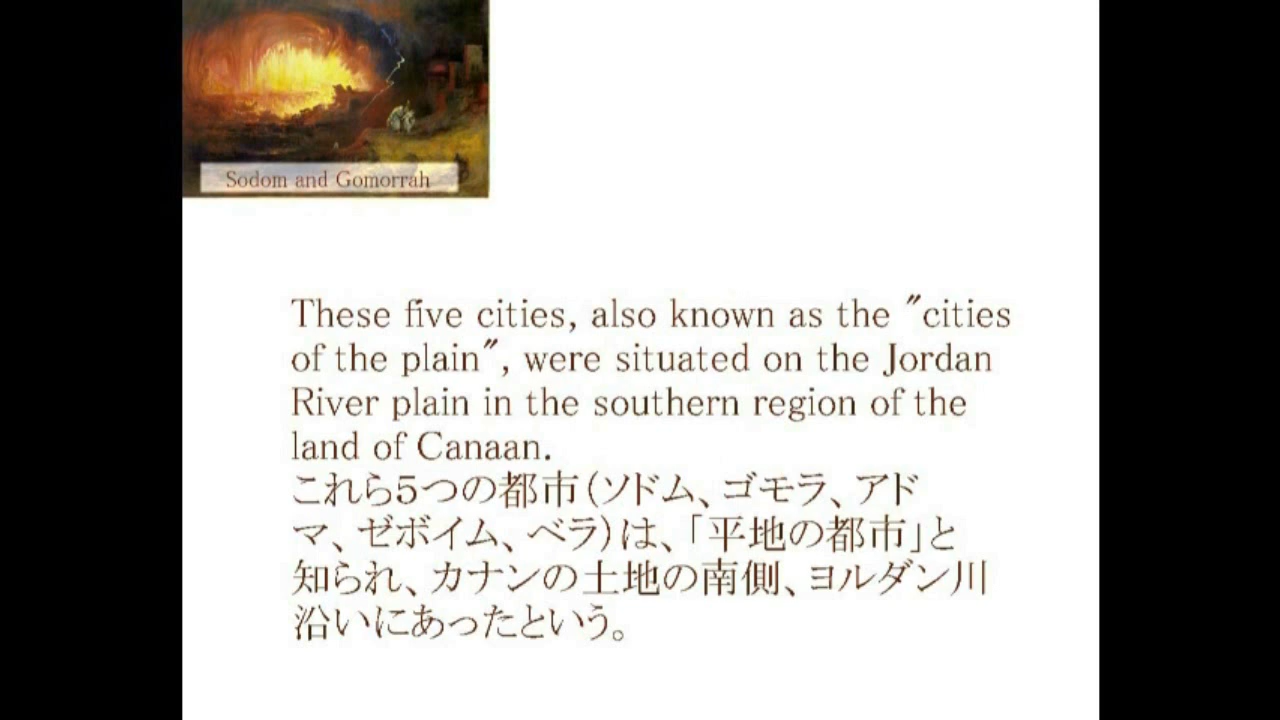 Sodom and Gomorrah
These five cities, also known as the "cities
of the plain", were situated on the Jordan
River plain in the southern region of the
land of Canaan.
これら５つの都市(ソドム、ゴモラ、アド
マ、ゼボイム、ベラ)は、「平地の都市」と
知られ、カナンの土地の南側、ヨルダン川
沿いにあったという。